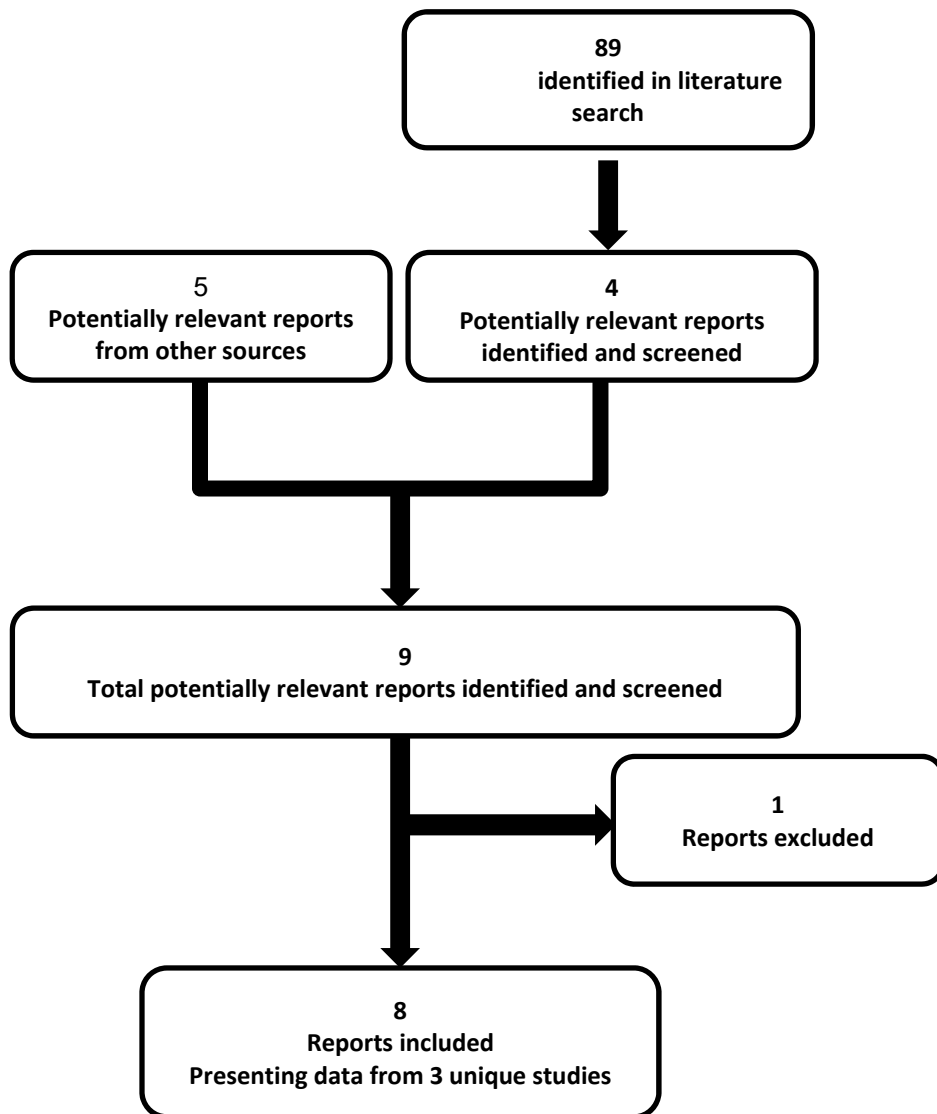 89
identified in literature
search
5
Potentially relevant reports
from other sources
4
Potentially relevant reports
identified and screened
9
Total potentially relevant reports identified and screened
1
Reports excluded
8
Reports included
Presenting data from 3 unique studies